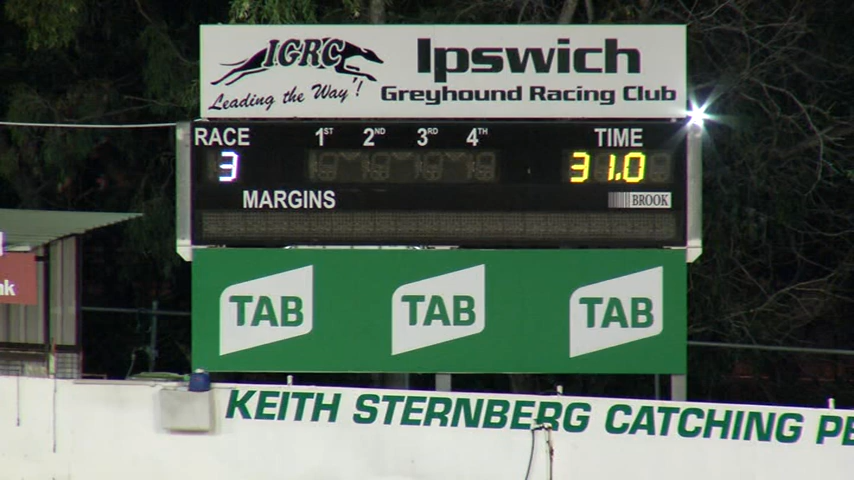 IGRC
Leading the Way!
Ipswich
Greyhound Racing Club
RACE 1ST 2ND 3RD 4TH TIME
3 31.0
MARGINS BROOK
TAB TAB TAB
KEITH STERNBERG CATCHING PE